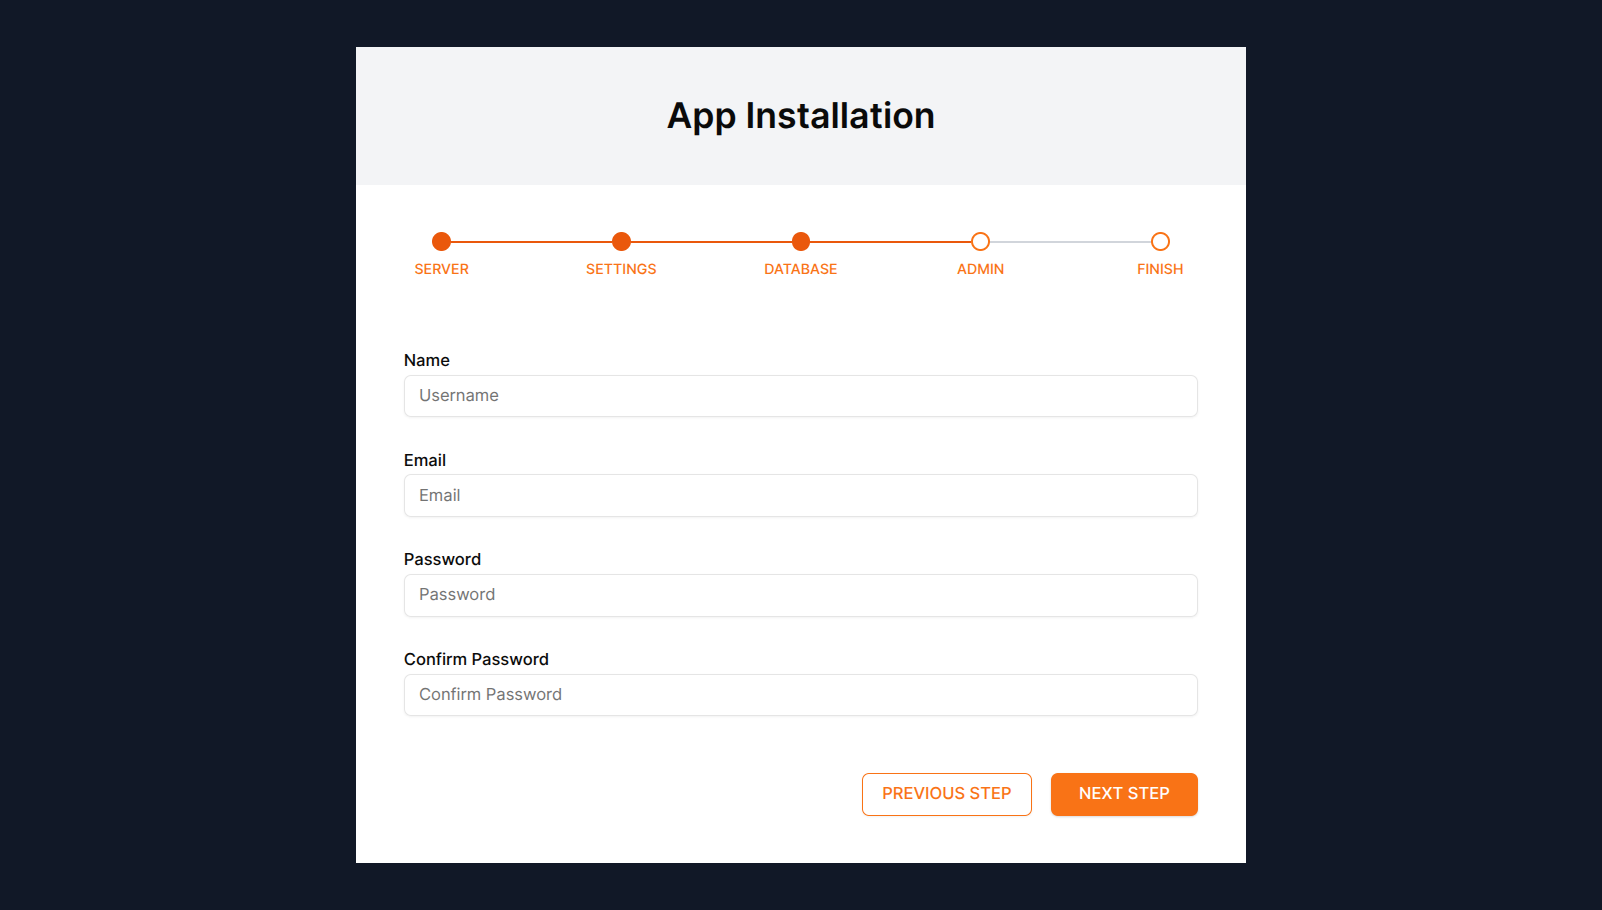 App Installation
SERVER SETTINGS DATABASE ADMIN FINISH
Name
Username
Email
Email
Password
Password
Confirm Password
Confirm Password
PREVIOUS STEP NEXT STEP